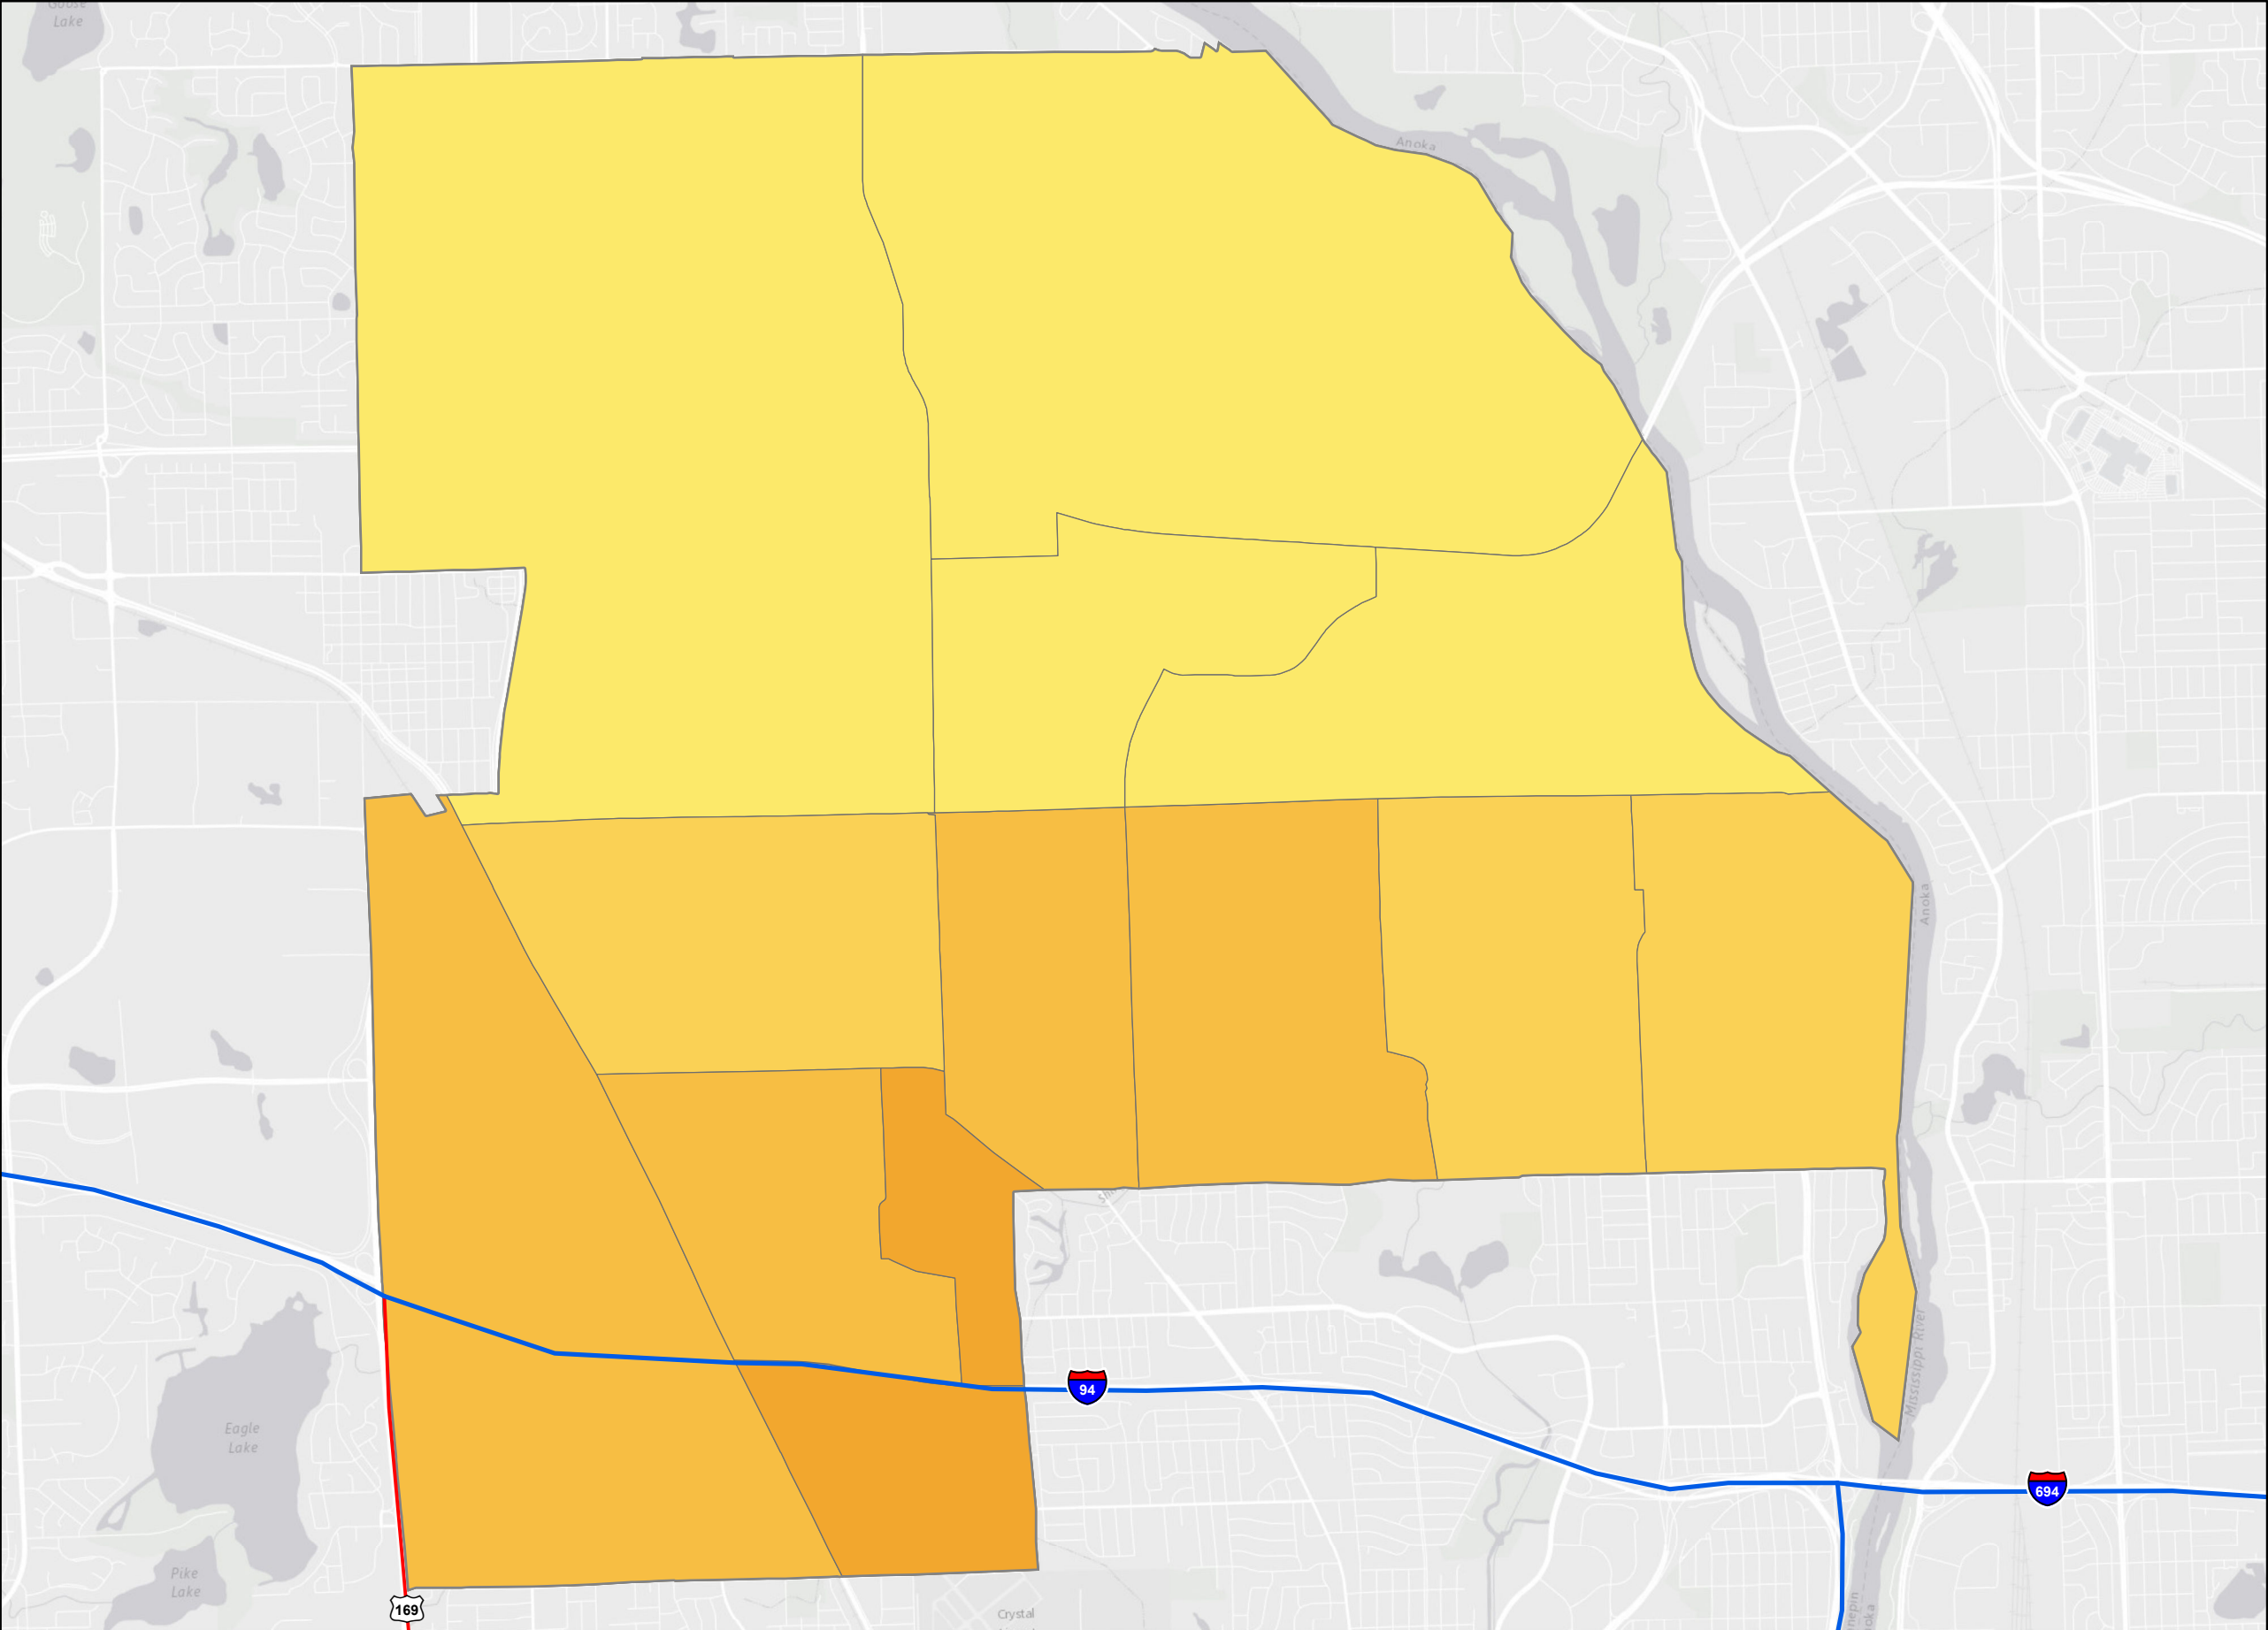 Goose
Lake
Anoka
Anoka
Mississippi River
Eagle
Lake
Pike
Lake
94
694
169
Crystal